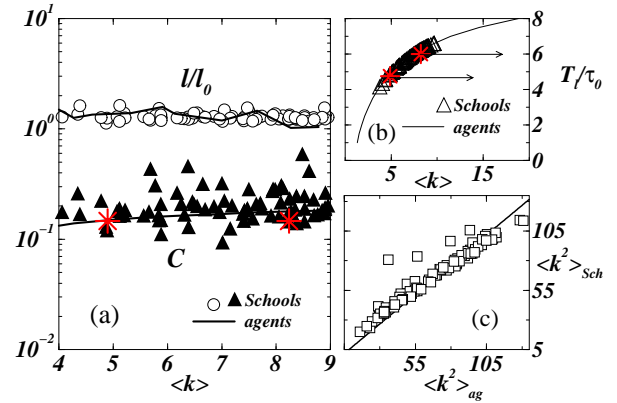 (a)
10^1
l/l_0
10^0
10^-1
C
Schools
agents
10^-2
4 5 6 7 8 9
<k>
(b)
8
6
4
2
0
T_l/τ_0
Schools
agents
5 15
<k>
(c)
105
<k^2>_Sch
55
5
55 105
<k^2>_ag